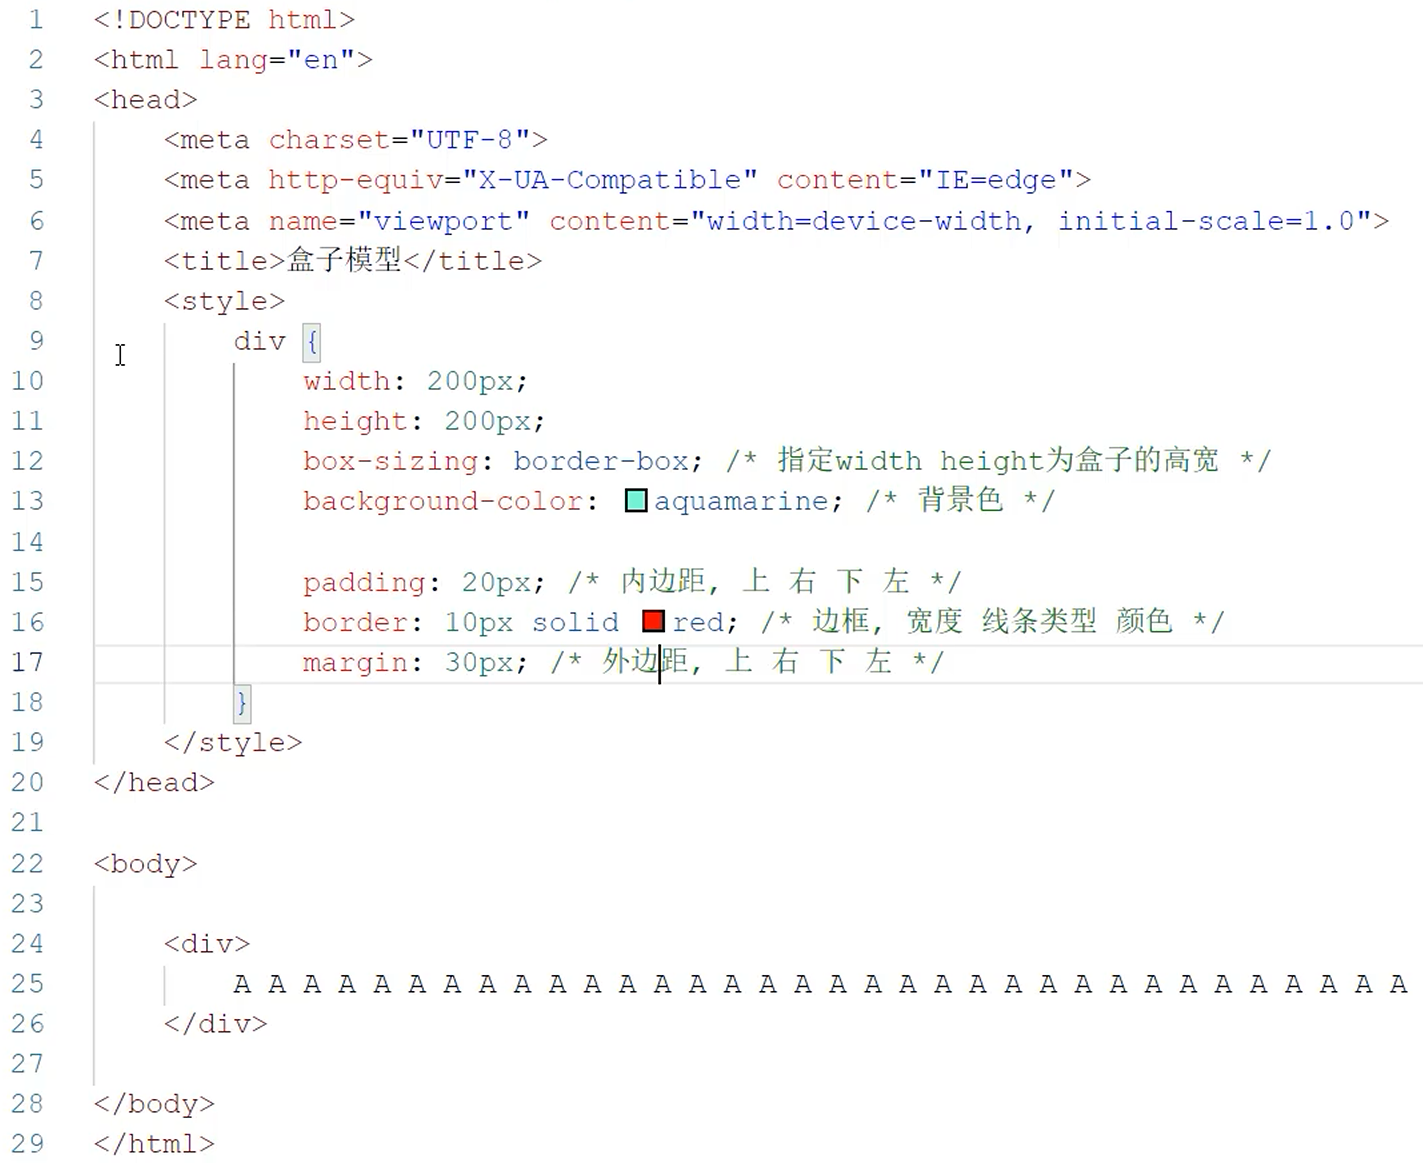 1 <!DOCTYPE html>
2 <html lang="en">
3 <head>
4 <meta charset="UTF-8">
5 <meta http-equiv="X-UA-Compatible" content="IE=edge">
6 <meta name="viewport" content="width=device-width, initial-scale=1.0">
7 <title>盒子模型</title>
8 <style>
9 div {
10 width: 200px;
11 height: 200px;
12 box-sizing: border-box; /* 指定width height为盒子的高宽 */
13 background-color: aquamarine; /* 背景色 */
14
15 padding: 20px; /* 内边距, 上 右 下 左 */
16 border: 10px solid red; /* 边框, 宽度 线条类型 颜色 */
17 margin: 30px; /* 外边距, 上 右 下 左 */
18 }
19 </style>
20 </head>
21
22 <body>
23
24 <div>
25 A A A A A A A A A A A A A A A A A A A A A A A A A A A A A A A A A A
26 </div>
27
28 </body>
29 </html>